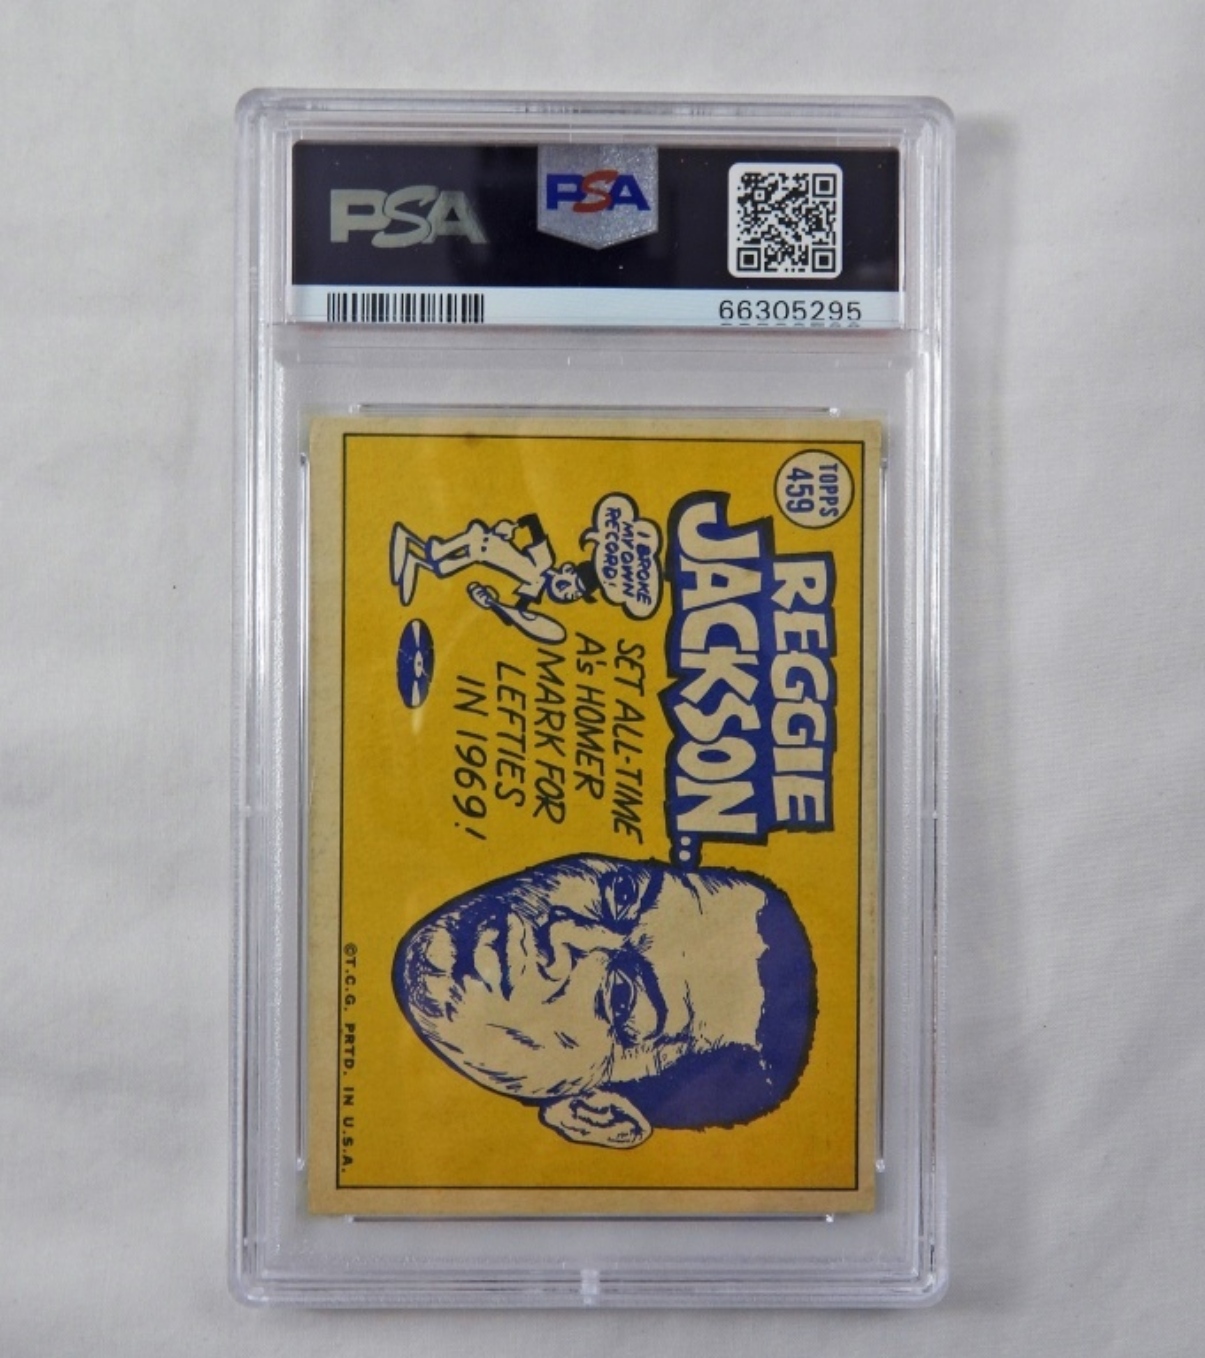 PSA
PSA
66305295
TOPPS
459
REGGIE
JACKSON..
I BROKE
MY OWN
RECORD!
SET ALL-TIME
A's HOMER
MARK FOR
LEFTIES
IN 1969!
©T.C.G. PRTD. IN U.S.A.